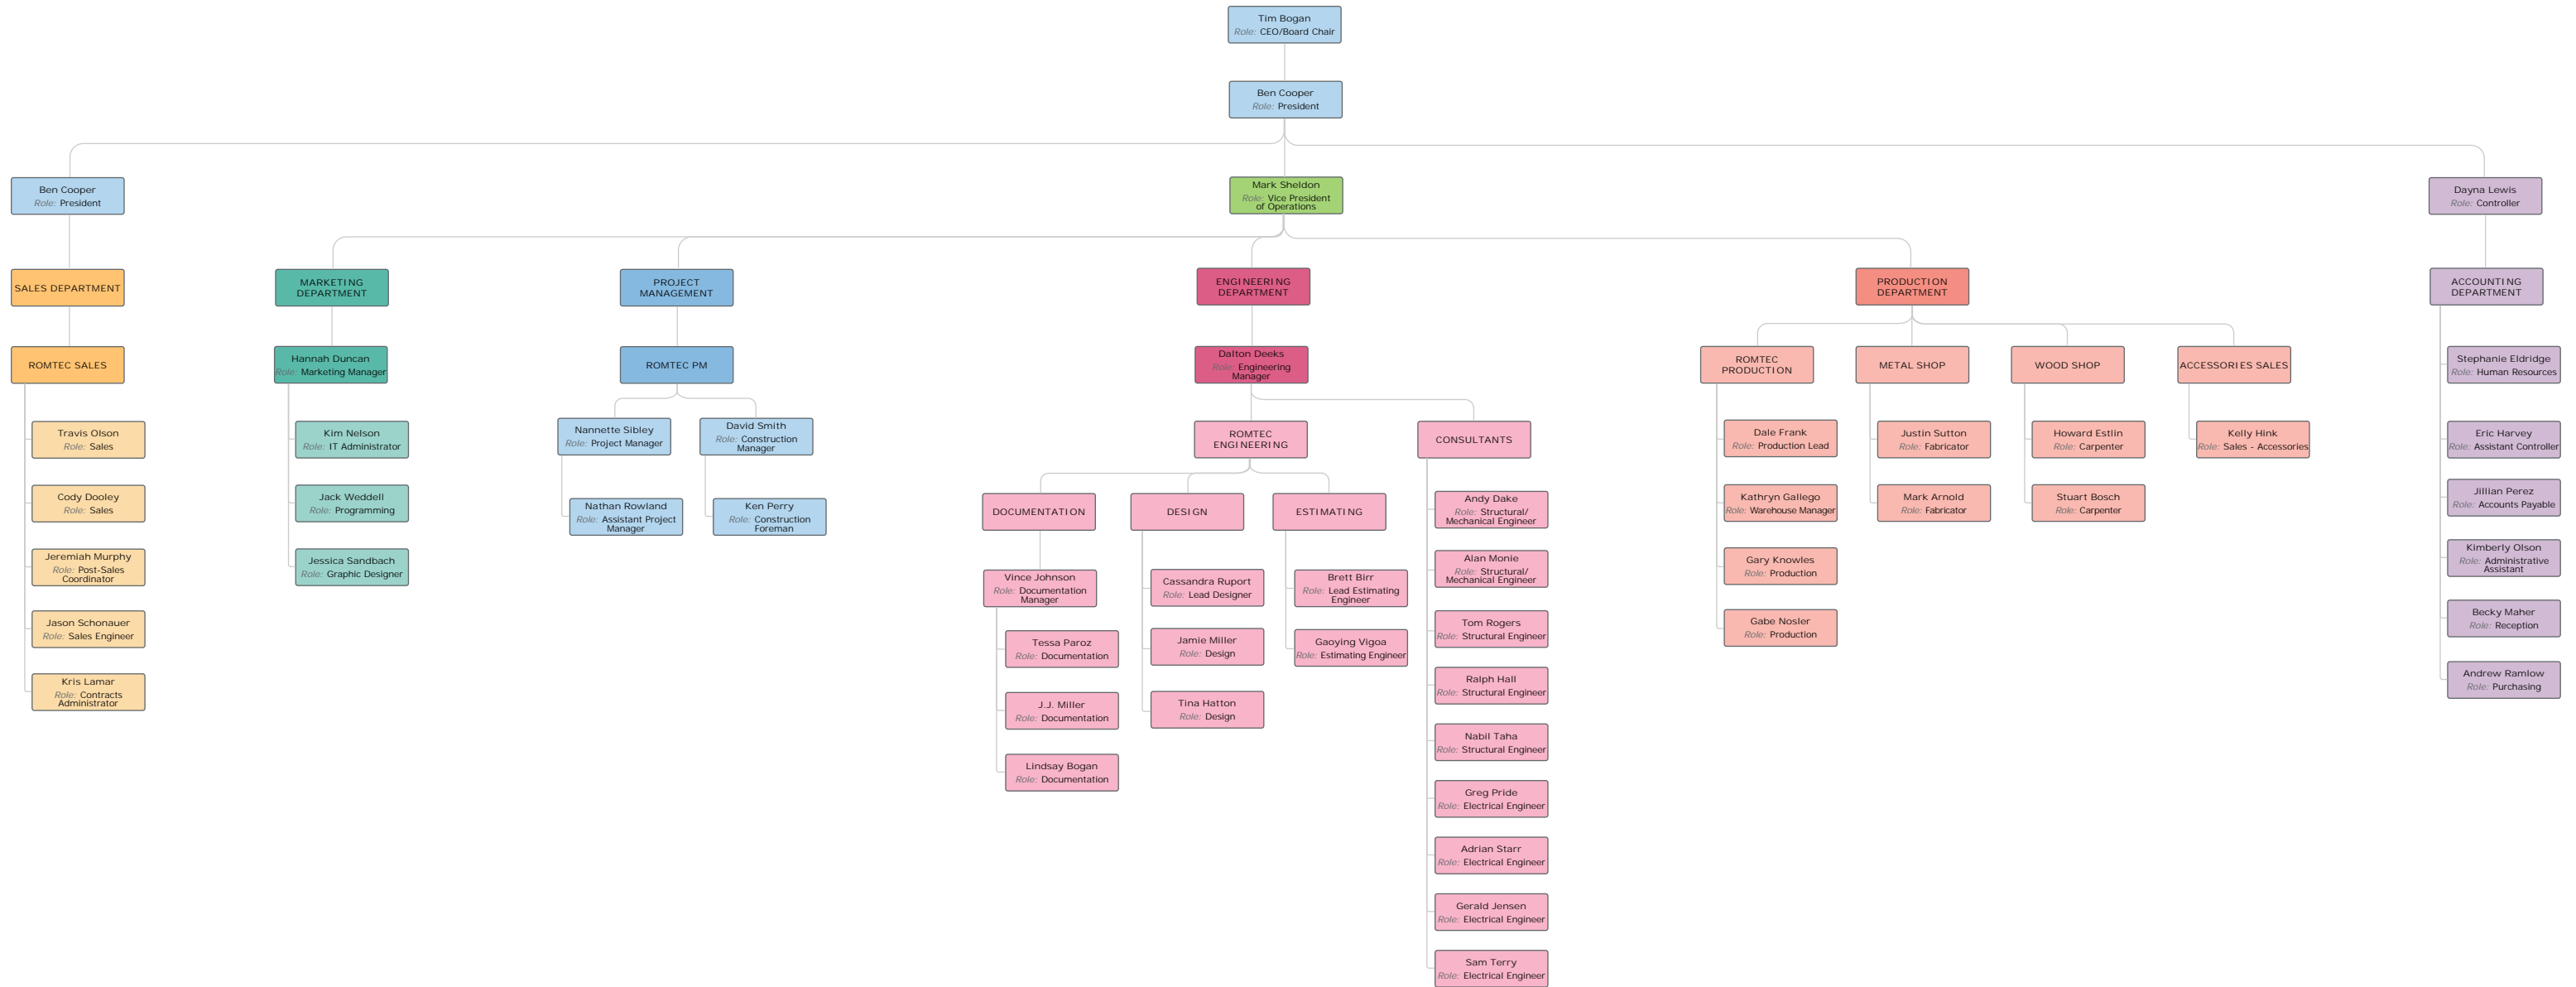 Tim Bogan
Role: CEO/Board Chair
Ben Cooper
Role: President
Ben Cooper
Role: President
Mark Sheldon
Role: Vice President
of Operations
Dayna Lewis
Role: Controller
SALES DEPARTMENT
MARKETING
DEPARTMENT
PROJECT
MANAGEMENT
ENGINEERING
DEPARTMENT
PRODUCTION
DEPARTMENT
ACCOUNTING
DEPARTMENT
ROMTEC SALES
Hannah Duncan
Role: Marketing Manager
ROMTEC PM
Dalton Deeks
Role: Engineering
Manager
ROMTEC
PRODUCTION
METAL SHOP
WOOD SHOP
ACCESSORIES SALES
Stephanie Eldridge
Role: Human Resources
Travis Olson
Role: Sales
Kim Nelson
Role: IT Administrator
Nannette Sibley
Role: Project Manager
David Smith
Role: Construction
Manager
ROMTEC
ENGINEERING
CONSULTANTS
Dale Frank
Role: Production Lead
Justin Sutton
Role: Fabricator
Howard Estlin
Role: Carpenter
Kelly Hink
Role: Sales - Accessories
Eric Harvey
Role: Assistant Controller
Cody Dooley
Role: Sales
Jack Weddell
Role: Programming
Nathan Rowland
Role: Assistant Project
Manager
Ken Perry
Role: Construction
Foreman
DOCUMENTATION
DESIGN
ESTIMATING
Andy Dake
Role: Structural/
Mechanical Engineer
Kathryn Gallego
Role: Warehouse Manager
Mark Arnold
Role: Fabricator
Stuart Bosch
Role: Carpenter
Jillian Perez
Role: Accounts Payable
Jeremiah Murphy
Role: Post-Sales
Coordinator
Jessica Sandbach
Role: Graphic Designer
Vince Johnson
Role: Documentation
Manager
Cassandra Ruport
Role: Lead Designer
Brett Birr
Role: Lead Estimating
Engineer
Alan Monie
Role: Structural/
Mechanical Engineer
Gary Knowles
Role: Production
Kimberly Olson
Role: Administrative
Assistant
Jason Schonauer
Role: Sales Engineer
Tessa Paroz
Role: Documentation
Jamie Miller
Role: Design
Gaoying Vigoa
Role: Estimating Engineer
Tom Rogers
Role: Structural Engineer
Gabe Nosler
Role: Production
Becky Maher
Role: Reception
Kris Lamar
Role: Contracts
Administrator
J.J. Miller
Role: Documentation
Tina Hatton
Role: Design
Ralph Hall
Role: Structural Engineer
Andrew Ramlow
Role: Purchasing
Lindsay Bogan
Role: Documentation
Nabil Taha
Role: Structural Engineer
Greg Pride
Role: Electrical Engineer
Adrian Starr
Role: Electrical Engineer
Gerald Jensen
Role: Electrical Engineer
Sam Terry
Role: Electrical Engineer